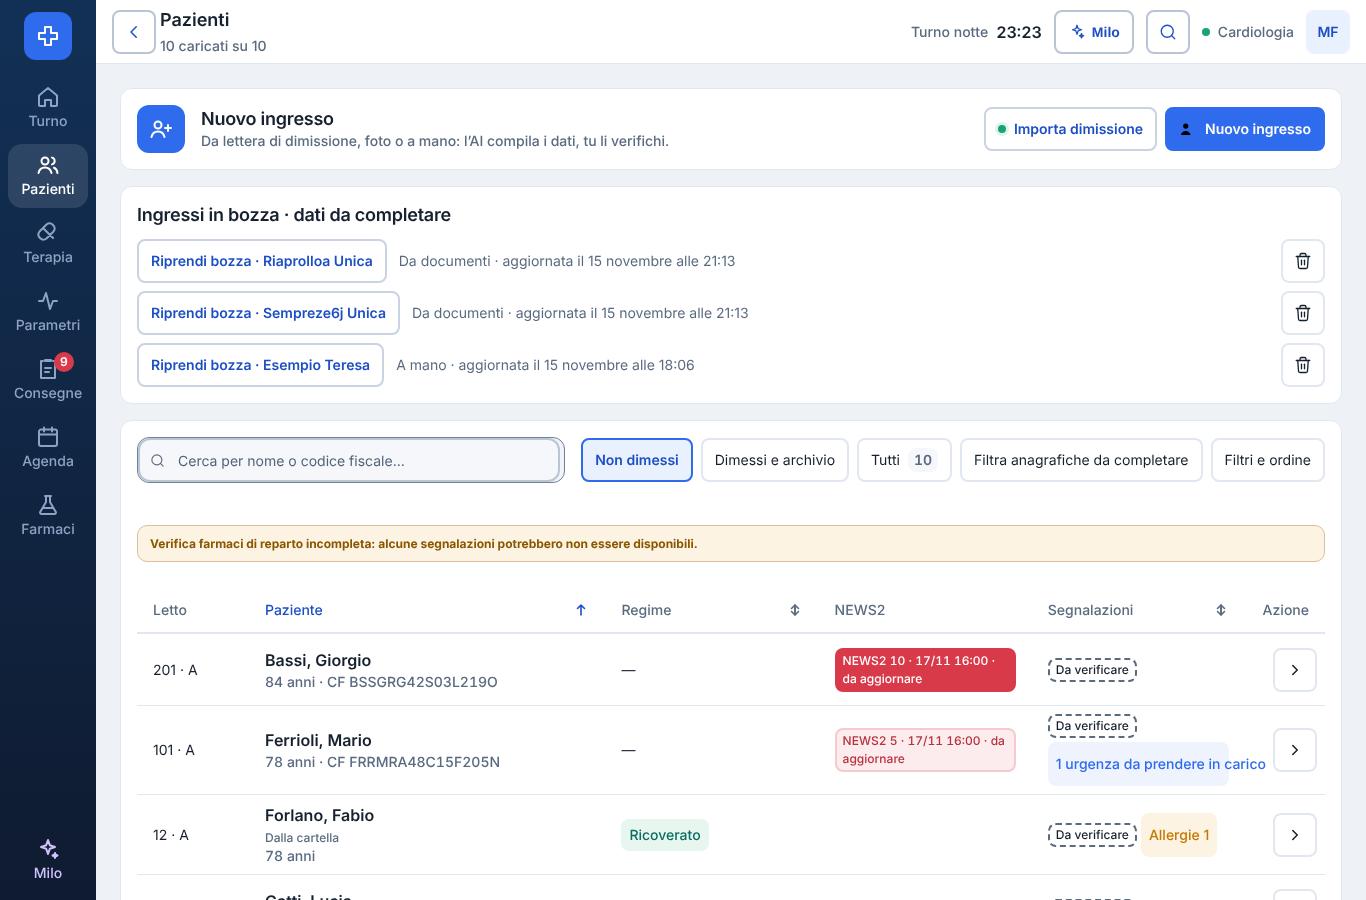 Pazienti
10 caricati su 10
Turno notte 23:23
Milo
Cardiologia
MF
Turno
Pazienti
Terapia
Parametri
9
Consegne
Agenda
Farmaci
Milo
Nuovo ingresso
Da lettera di dimissione, foto o a mano: l'AI compila i dati, tu li verifichi.
Importa dimissione
Nuovo ingresso
Ingressi in bozza · dati da completare
Riprendi bozza · Riaprolloa Unica
Da documenti · aggiornata il 15 novembre alle 21:13
Riprendi bozza · Sempreze6j Unica
Da documenti · aggiornata il 15 novembre alle 21:13
Riprendi bozza · Esempio Teresa
A mano · aggiornata il 15 novembre alle 18:06
Cerca per nome o codice fiscale...
Non dimessi
Dimessi e archivio
Tutti 10
Filtra anagrafiche da completare
Filtri e ordine
Verifica farmaci di reparto incompleta: alcune segnalazioni potrebbero non essere disponibili.
Letto
Paziente
Regime
NEWS2
Segnalazioni
Azione
201 · A
Bassi, Giorgio
84 anni · CF BSSGRG42S03L219O
—
NEWS2 10 · 17/11 16:00 ·
da aggiornare
Da verificare
101 · A
Ferrioli, Mario
78 anni · CF FRRMRA48C15F205N
—
NEWS2 5 · 17/11 16:00 · da
aggiornare
Da verificare
1 urgenza da prendere in carico
12 · A
Forlano, Fabio
Dalla cartella
78 anni
Ricoverato
Da verificare
Allergie 1